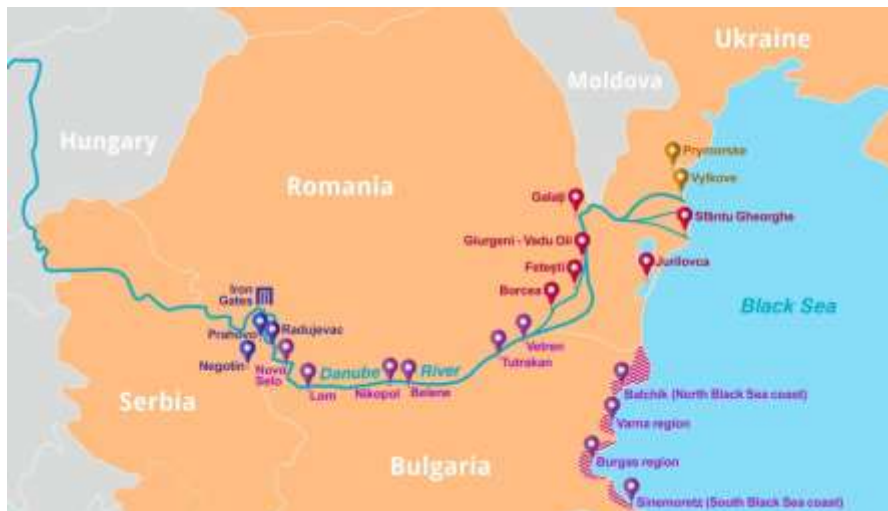 Ukraine
Moldova
Hungary
Romania
Prymorske
Vylkove
Galați
Sfântu Gheorghe
Giurgeni - Vadu Oii
Fetești
Jurilovca
Borcea
Iron
Gates
Black Sea
Prahovo
Radujevac
Negotin
Novo
Selo
Vetren
Tutrakan
Danube
River
Lom
Nikopol
Belene
Serbia
Balchik (North Black Sea coast)
Varna region
Bulgaria
Burgas region
Sinemoretz (South Black Sea coast)